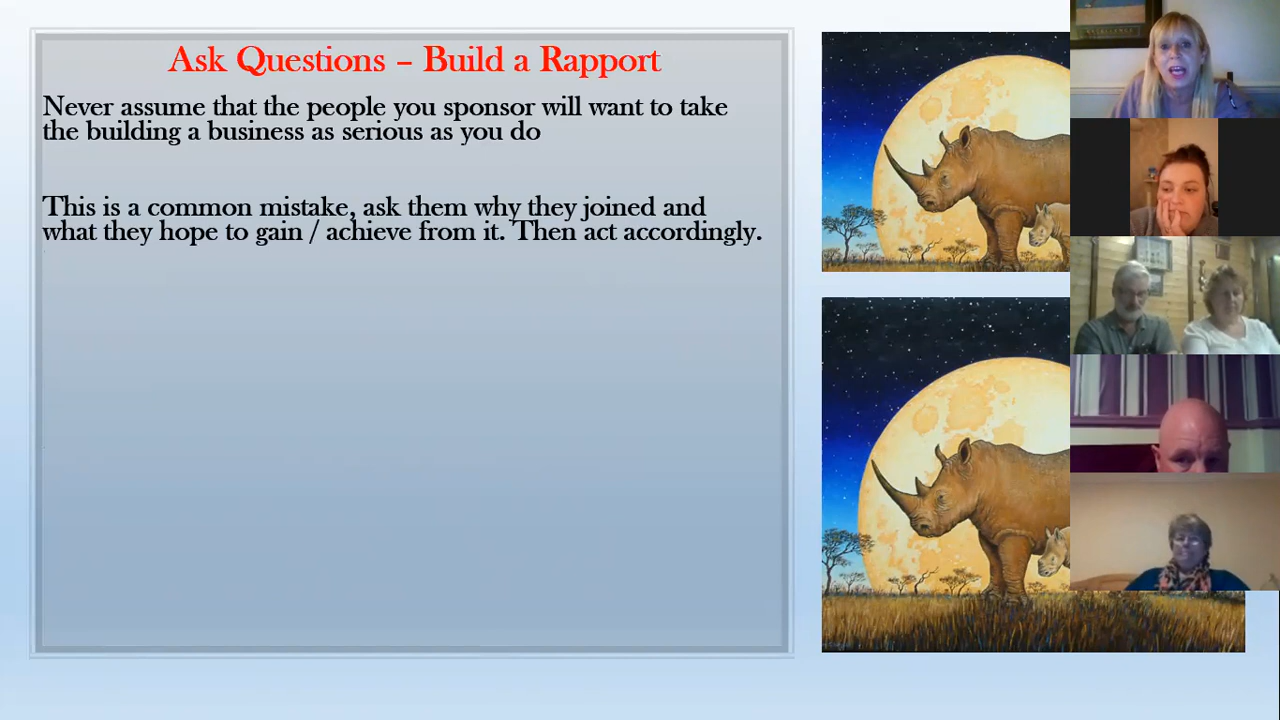 Ask Questions – Build a Rapport
Never assume that the people you sponsor will want to take
the building a business as serious as you do
This is a common mistake, ask them why they joined and
what they hope to gain / achieve from it. Then act accordingly.